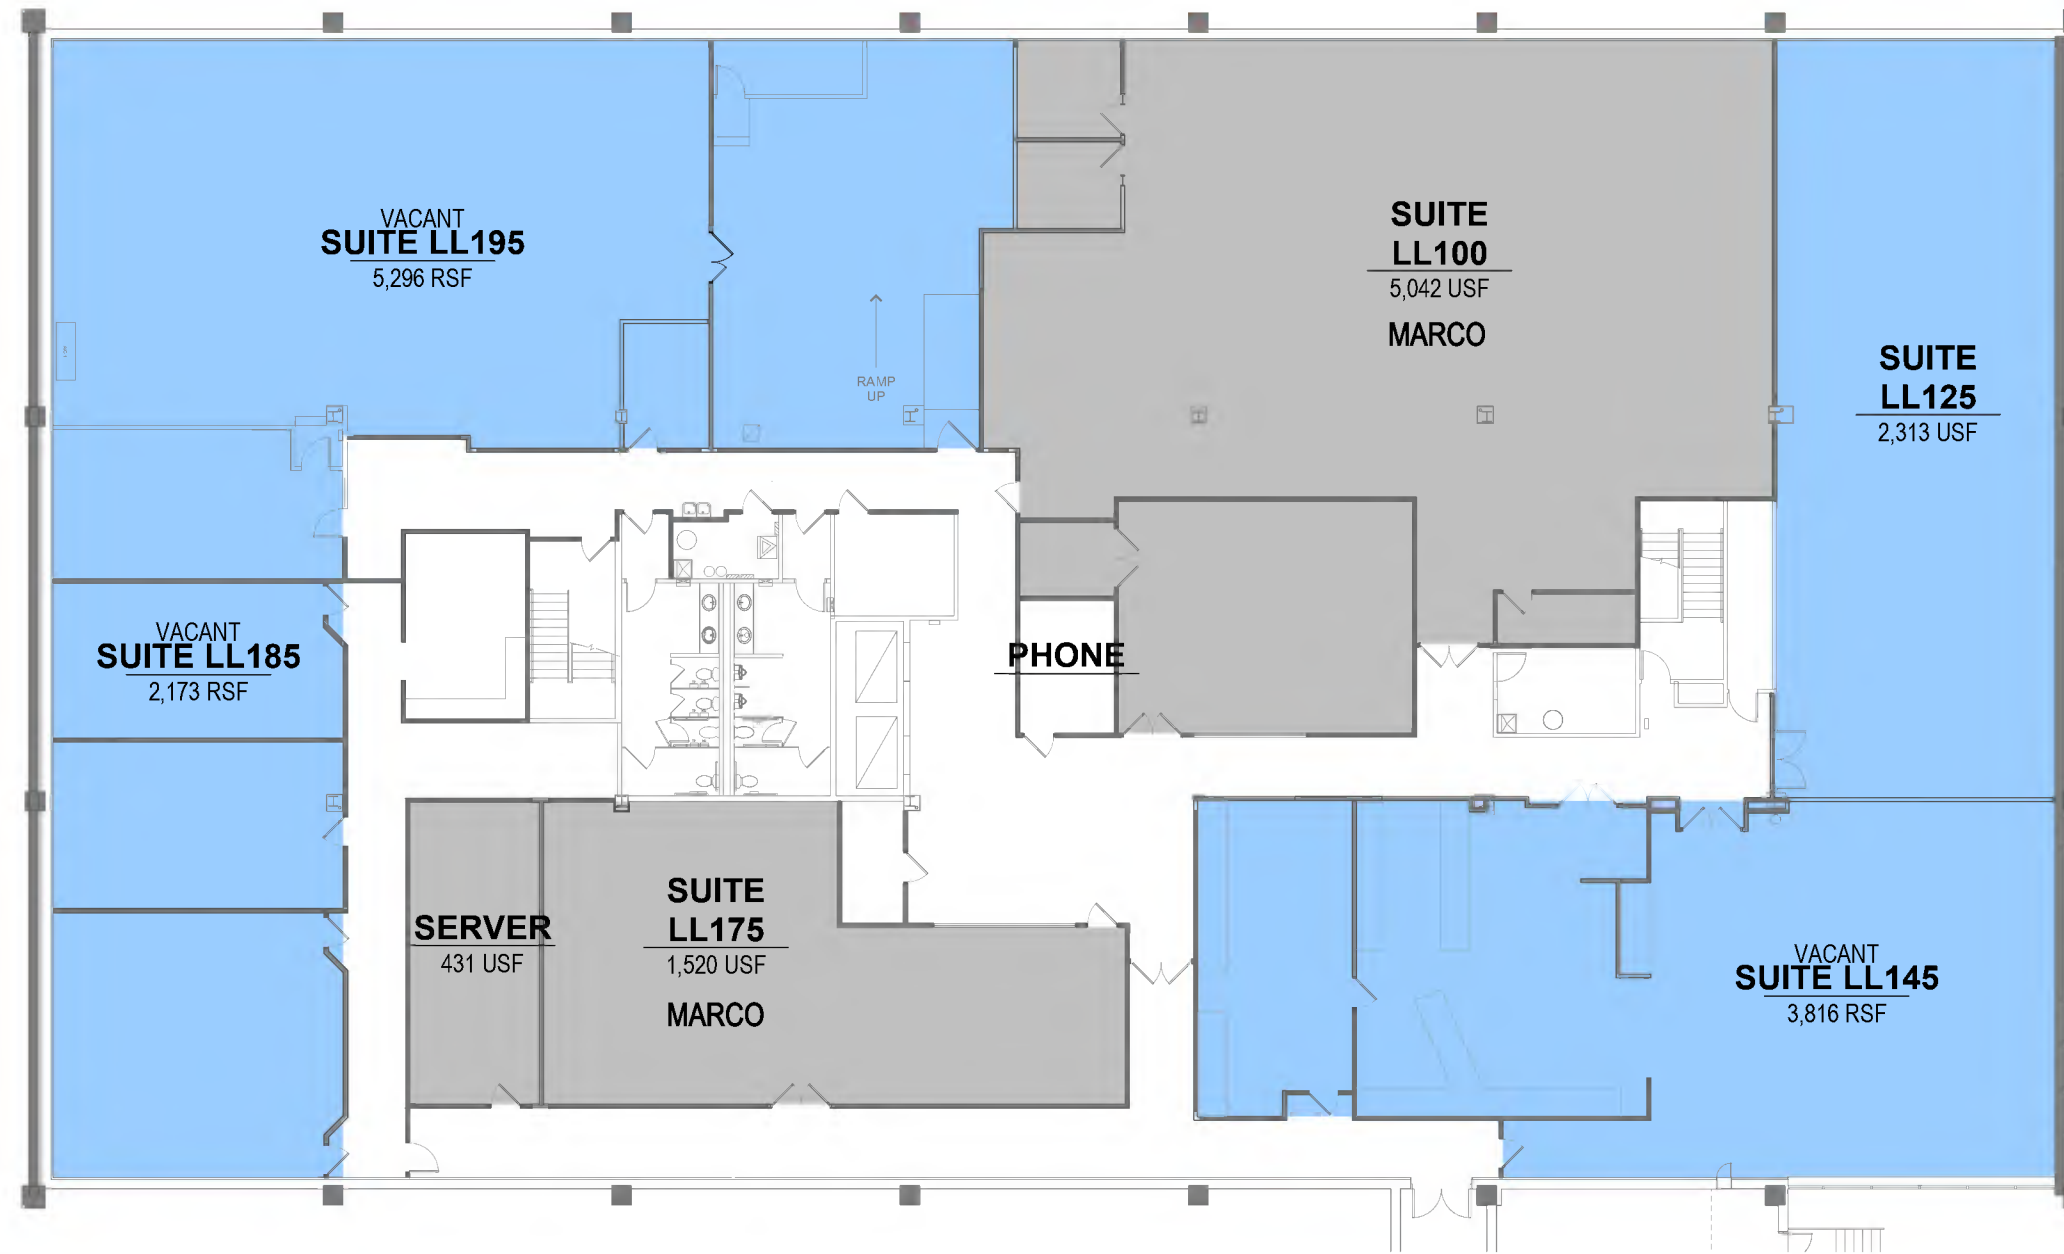 VACANT
SUITE LL195
5,296 RSF
RAMP
UP
SUITE
LL100
5,042 USF
MARCO
SUITE
LL125
2,313 USF
VACANT
SUITE LL185
2,173 RSF
PHONE
SERVER
431 USF
SUITE
LL175
1,520 USF
MARCO
VACANT
SUITE LL145
3,816 RSF